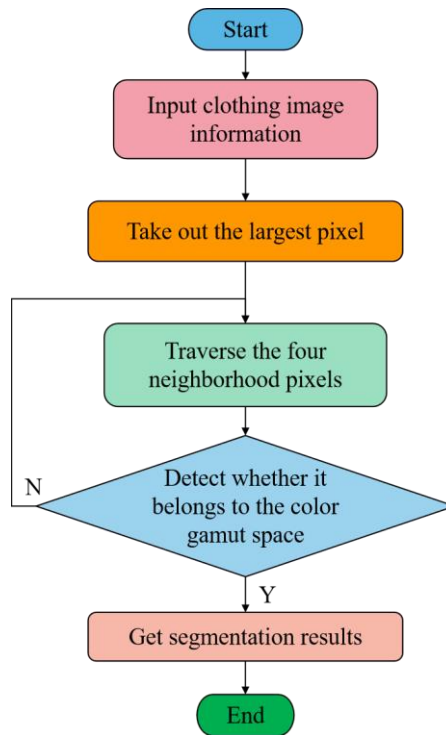 Start
Input clothing image
information
Take out the largest pixel
Traverse the four
neighborhood pixels
N
Detect whether it
belongs to the color
gamut space
Y
Get segmentation results
End